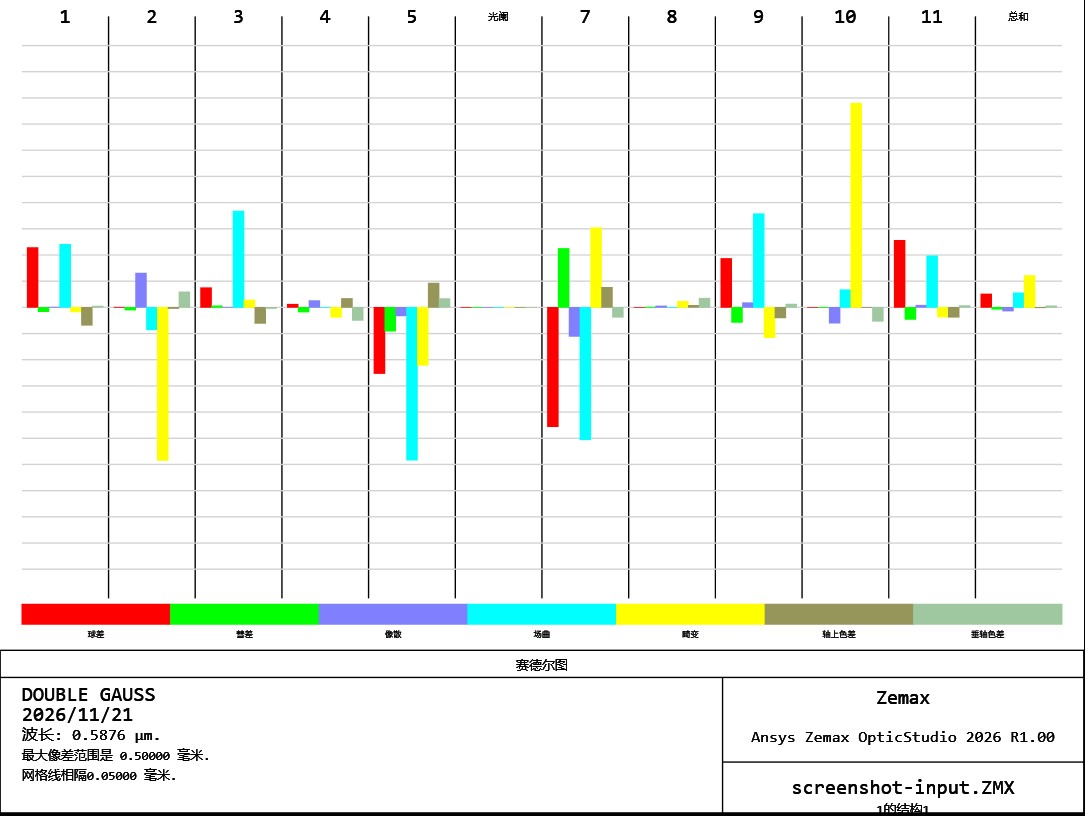 1 2 3 4 5 光阑 7 8 9 10 11 总和
球差 彗差 像散 场曲 畸变 轴上色差 垂轴色差
赛德尔图
DOUBLE GAUSS
2026/11/21
波长: 0.5876 µm.
最大像差范围是 0.50000 毫米.
网格线相隔0.05000 毫米.
Zemax
Ansys Zemax OpticStudio 2026 R1.00
screenshot-input.ZMX
1的结构1